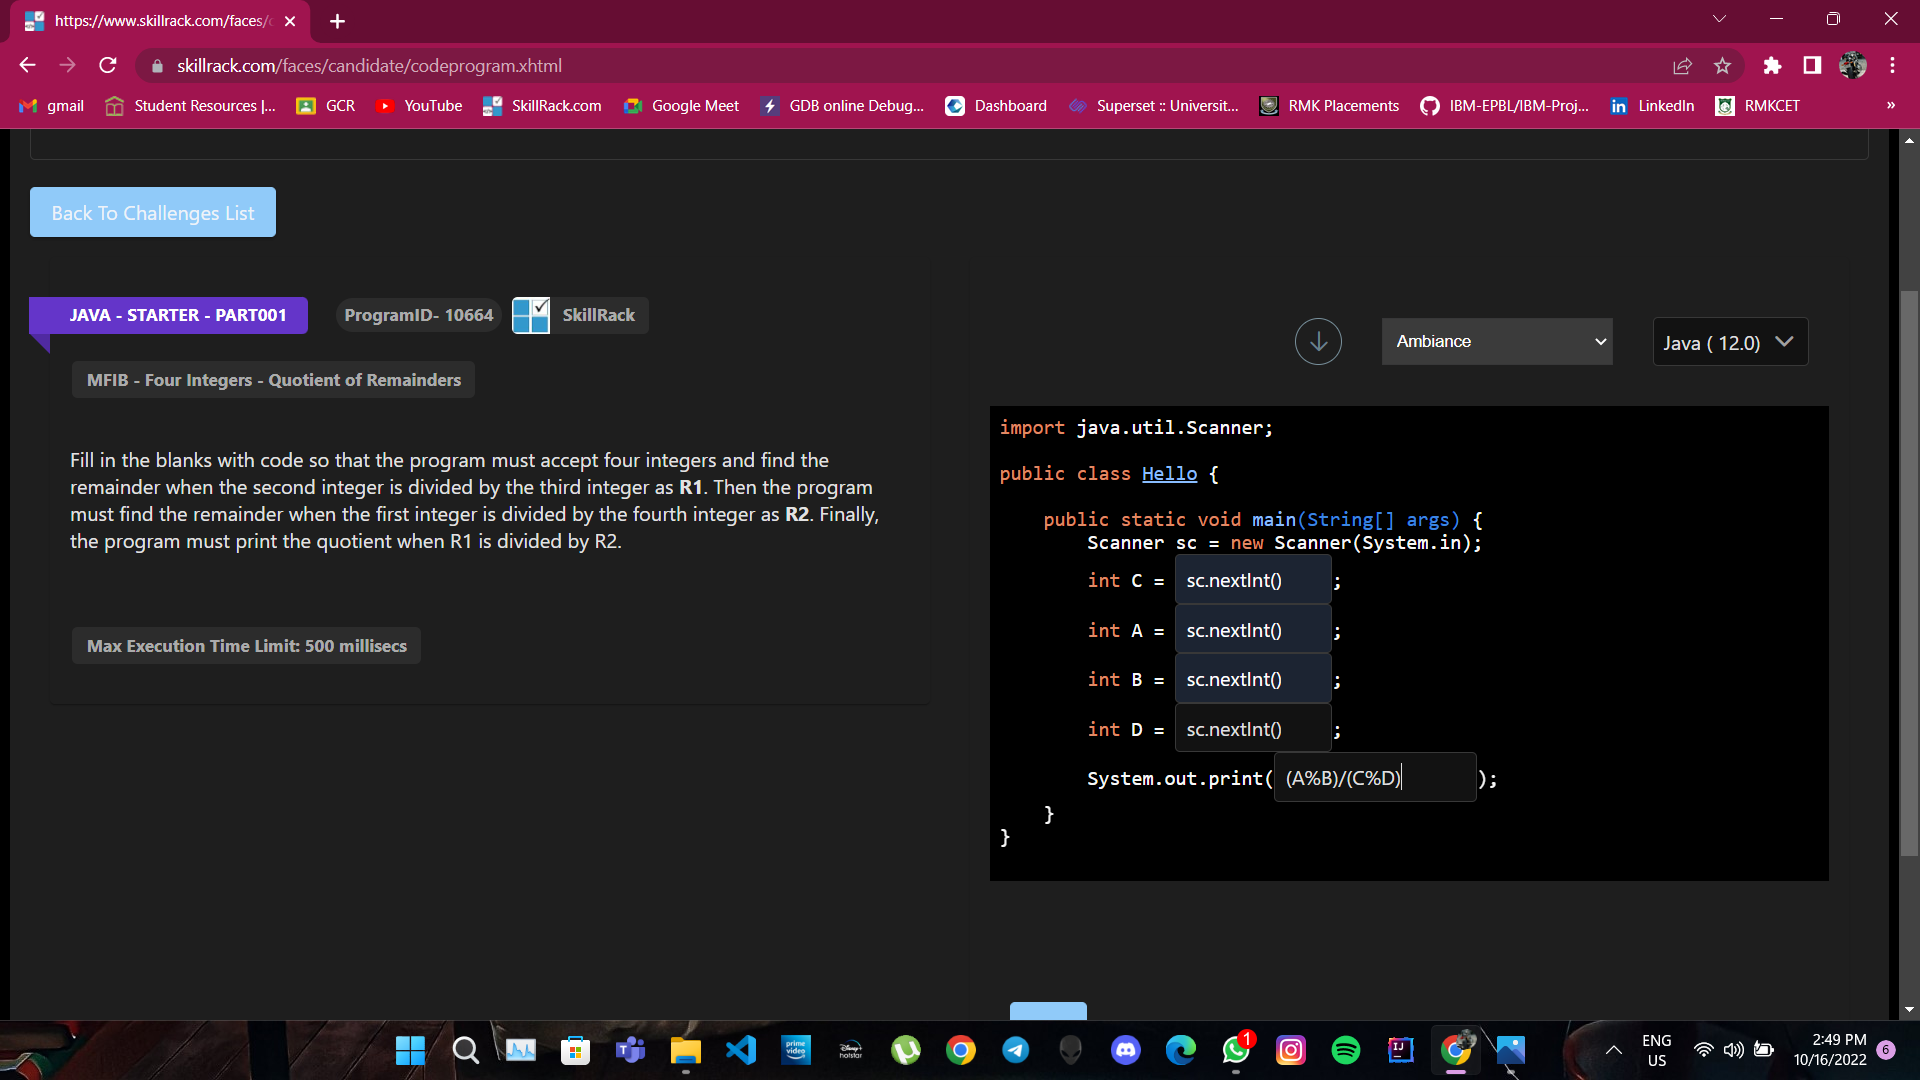 https://www.skillrack.com/faces/c
skillrack.com/faces/candidate/codeprogram.xhtml
gmail Student Resources |... GCR YouTube SkillRack.com Google Meet GDB online Debug... Dashboard Superset :: Universit... RMK Placements IBM-EPBL/IBM-Proj... LinkedIn RMKCET »
Back To Challenges List
JAVA - STARTER - PART001 ProgramID- 10664 SkillRack
MFIB - Four Integers - Quotient of Remainders
Fill in the blanks with code so that the program must accept four integers and find the
remainder when the second integer is divided by the third integer as R1. Then the program
must find the remainder when the first integer is divided by the fourth integer as R2. Finally,
the program must print the quotient when R1 is divided by R2.
Max Execution Time Limit: 500 millisecs
Ambiance Java ( 12.0)
import java.util.Scanner;
public class Hello {
public static void main(String[] args) {
Scanner sc = new Scanner(System.in);
int C = sc.nextInt() ;
int A = sc.nextInt() ;
int B = sc.nextInt() ;
int D = sc.nextInt() ;
System.out.print( (A%B)/(C%D) );
}
}
prime video
Disney+ hotstar
1
IJ
ENG
US
2:49 PM
10/16/2022
6